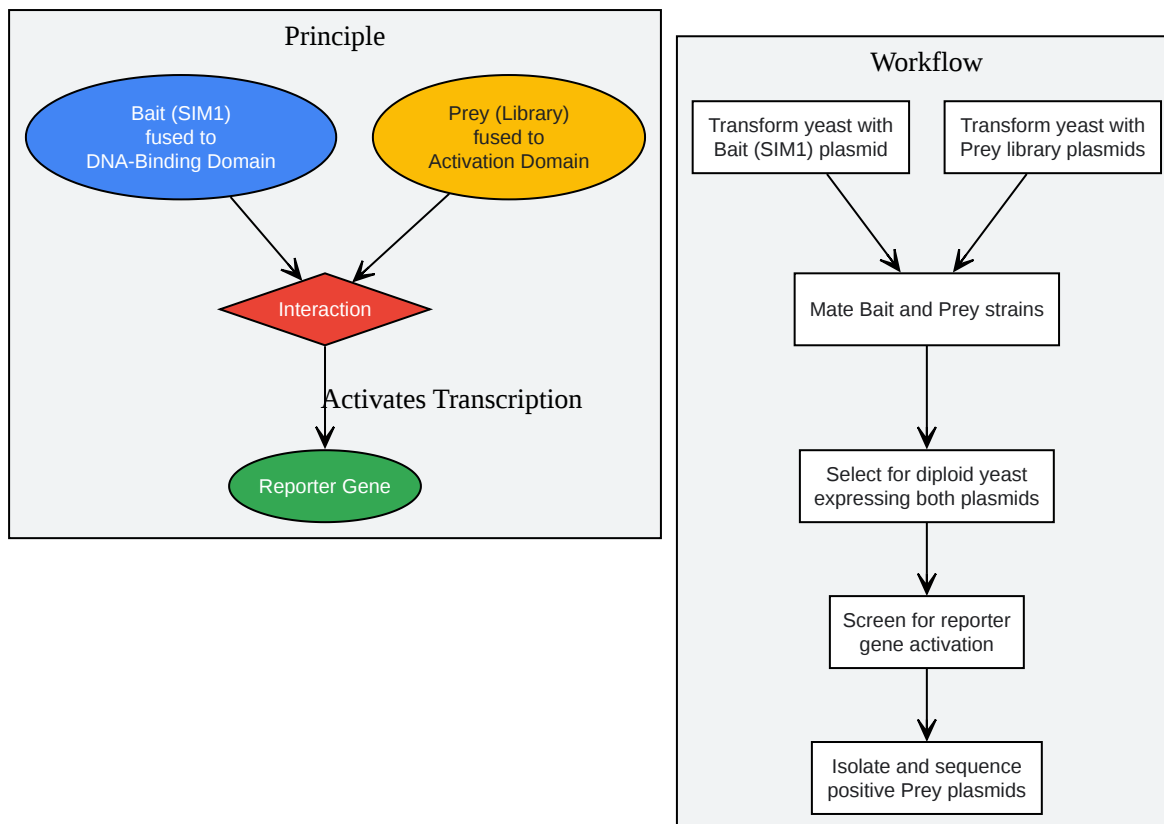 Principle
Bait (SIM1)
fused to
DNA-Binding Domain
Prey (Library)
fused to
Activation Domain
Interaction
Activates Transcription
Reporter Gene
Workflow
Transform yeast with
Bait (SIM1) plasmid
Transform yeast with
Prey library plasmids
Mate Bait and Prey strains
Select for diploid yeast
expressing both plasmids
Screen for reporter
gene activation
Isolate and sequence
positive Prey plasmids